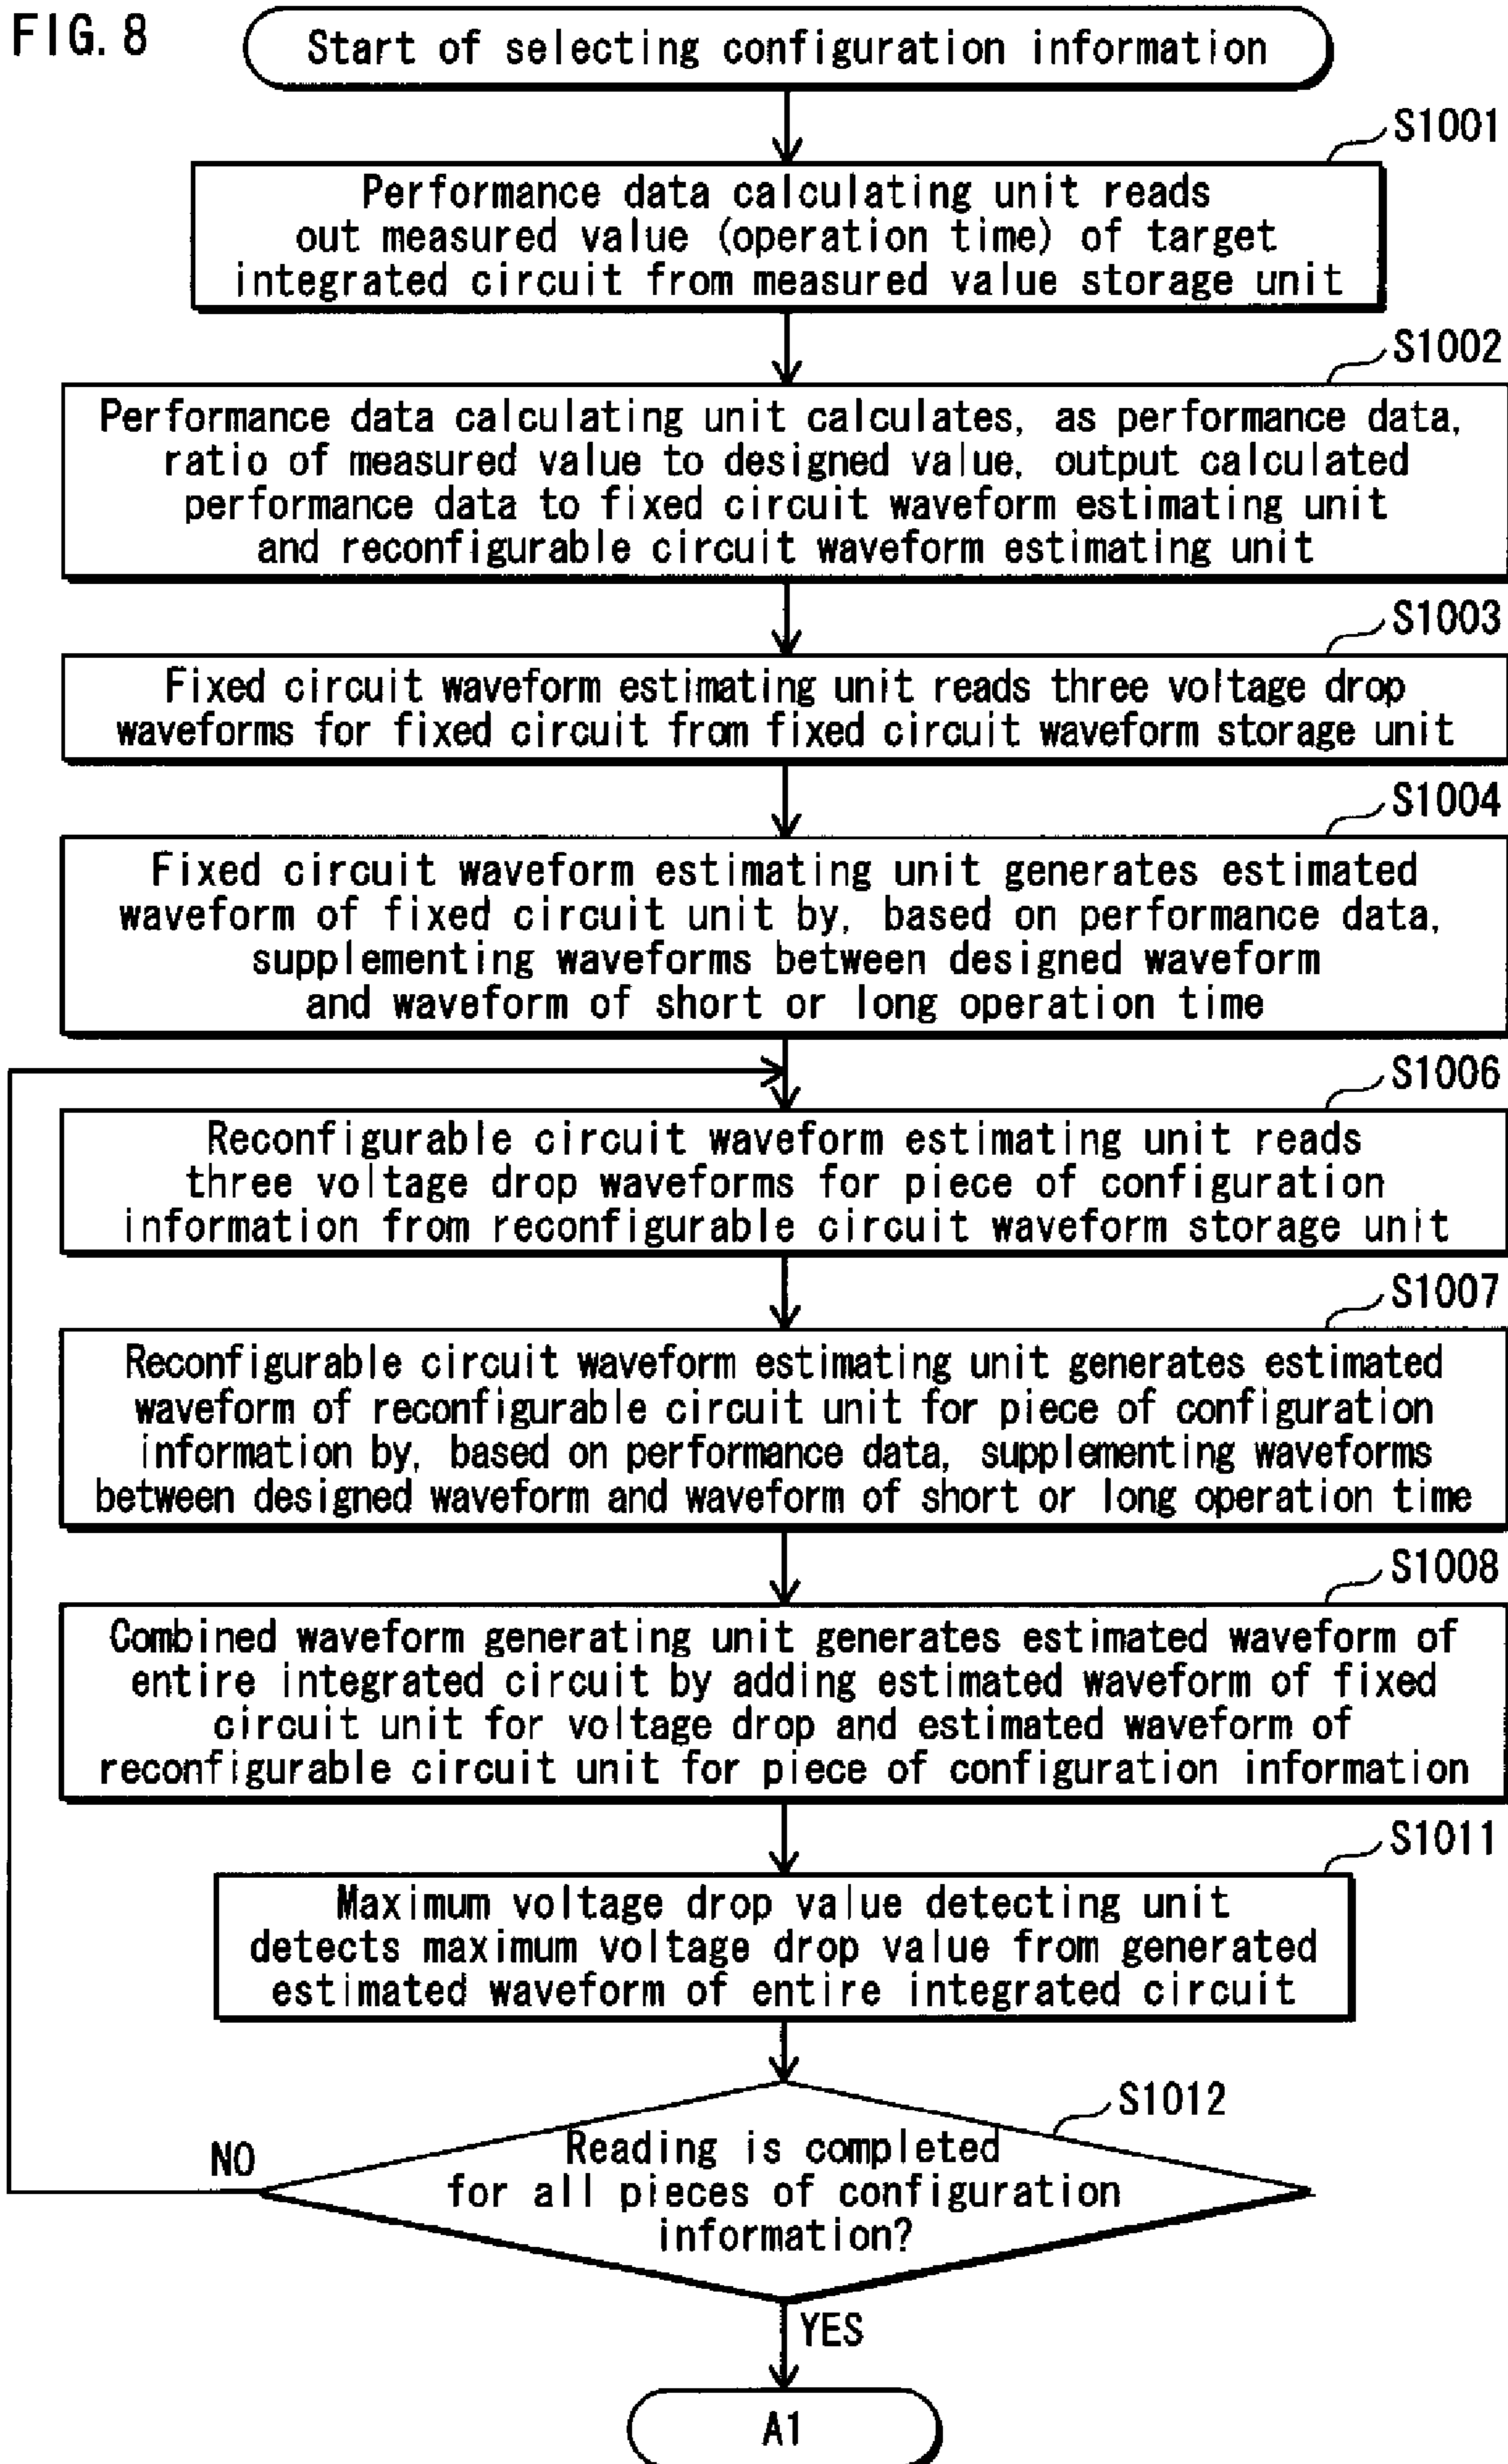 FIG. 8
Start of selecting configuration information
S1001
Performance data calculating unit reads
out measured value (operation time) of target
integrated circuit from measured value storage unit
S1002
Performance data calculating unit calculates, as performance data,
ratio of measured value to designed value, output calculated
performance data to fixed circuit waveform estimating unit
and reconfigurable circuit waveform estimating unit
S1003
Fixed circuit waveform estimating unit reads three voltage drop
waveforms for fixed circuit from fixed circuit waveform storage unit
S1004
Fixed circuit waveform estimating unit generates estimated
waveform of fixed circuit unit by, based on performance data,
supplementing waveforms between designed waveform
and waveform of short or long operation time
S1006
Reconfigurable circuit waveform estimating unit reads
three voltage drop waveforms for piece of configuration
information from reconfigurable circuit waveform storage unit
S1007
Reconfigurable circuit waveform estimating unit generates estimated
waveform of reconfigurable circuit unit for piece of configuration
information by, based on performance data, supplementing waveforms
between designed waveform and waveform of short or long operation time
S1008
Combined waveform generating unit generates estimated waveform of
entire integrated circuit by adding estimated waveform of fixed
circuit unit for voltage drop and estimated waveform of
reconfigurable circuit unit for piece of configuration information
S1011
Maximum voltage drop value detecting unit
detects maximum voltage drop value from generated
estimated waveform of entire integrated circuit
S1012
NO
Reading is completed
for all pieces of configuration
information?
YES
A1